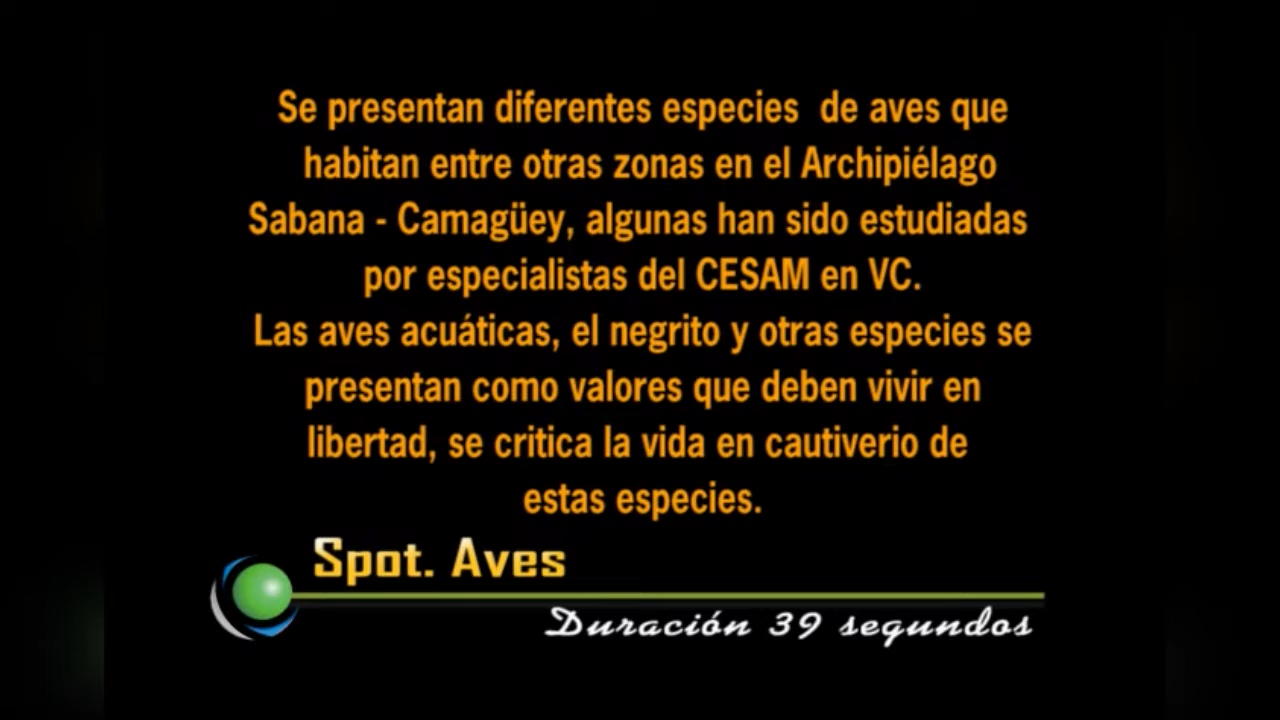 Se presentan diferentes especies de aves que
habitan entre otras zonas en el Archipiélago
Sabana - Camagüey, algunas han sido estudiadas
por especialistas del CESAM en VC.
Las aves acuáticas, el negrito y otras especies se
presentan como valores que deben vivir en
libertad, se critica la vida en cautiverio de
estas especies.
Spot. Aves
Duración 39 segundos